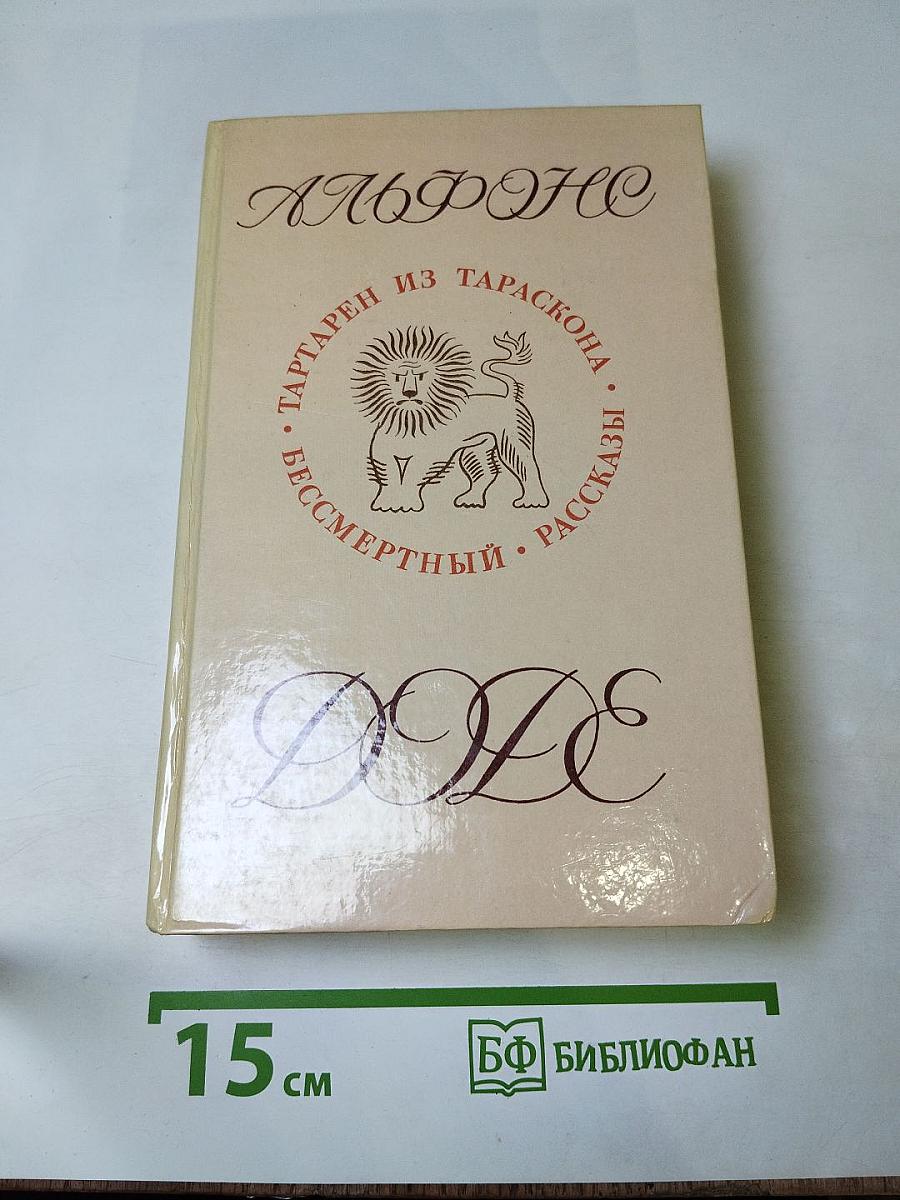 АЛЬФОНС
ТАРТАРЕН ИЗ ТАРАСКОНА • РАССКАЗЫ • БЕССМЕРТНЫЙ •
ДОДЕ
15 см
БФ БИБЛИОФАН